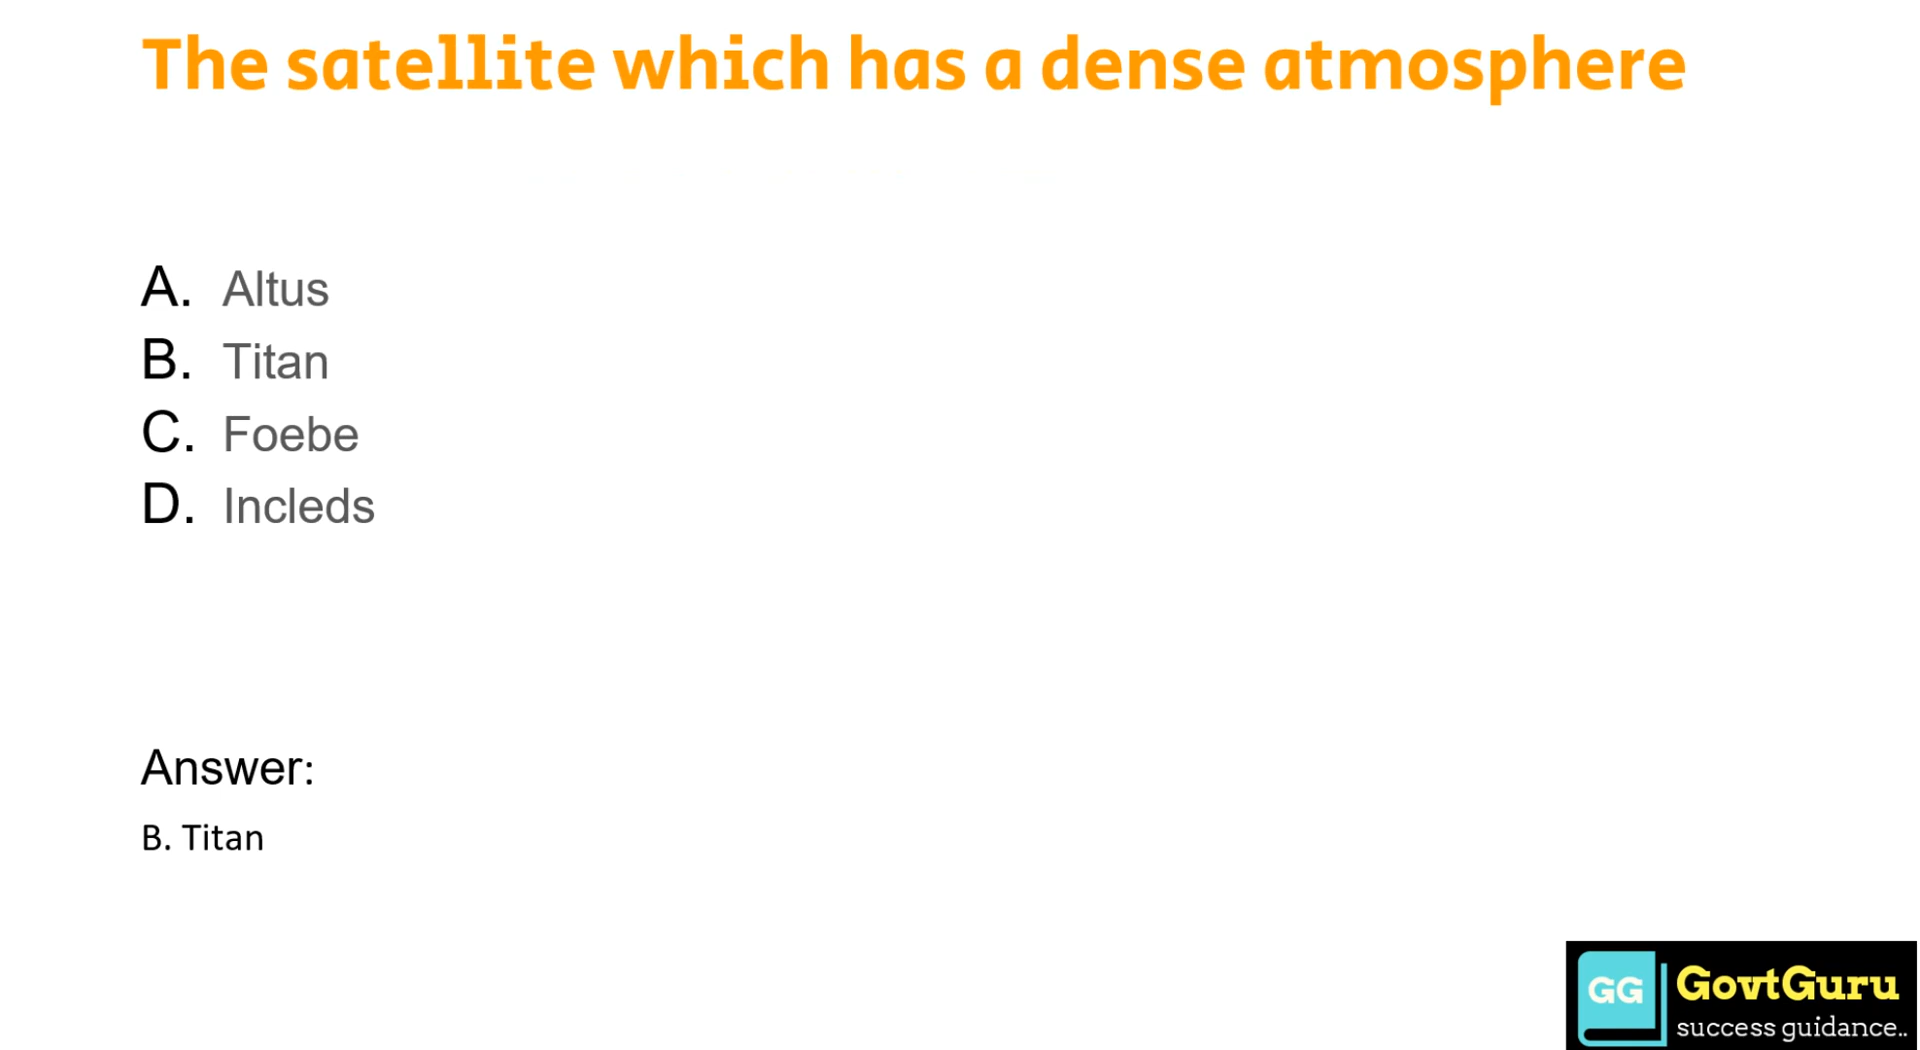 The satellite which has a dense atmosphere
A. Altus
B. Titan
C. Foebe
D. Incleds
Answer:
B. Titan
GG GovtGuru
success guidance..